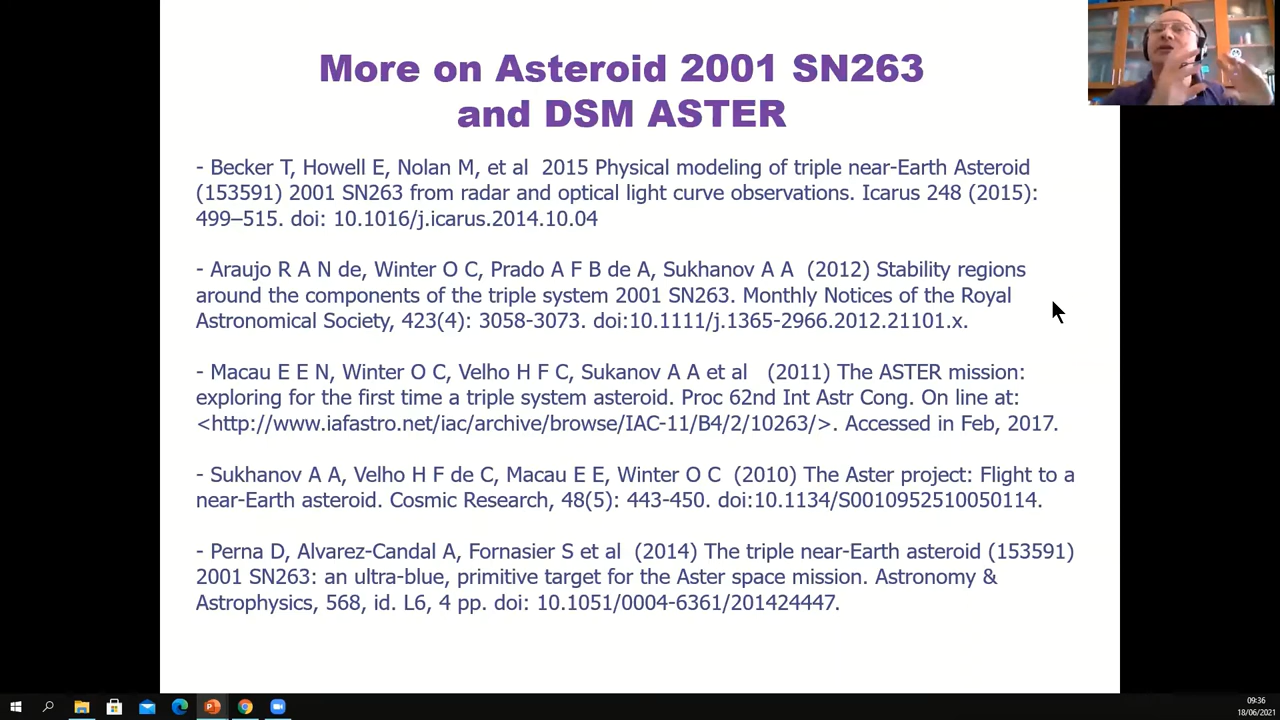 More on Asteroid 2001 SN263
and DSM ASTER
- Becker T, Howell E, Nolan M, et al 2015 Physical modeling of triple near-Earth Asteroid
(153591) 2001 SN263 from radar and optical light curve observations. Icarus 248 (2015):
499–515. doi: 10.1016/j.icarus.2014.10.04
- Araujo R A N de, Winter O C, Prado A F B de A, Sukhanov A A (2012) Stability regions
around the components of the triple system 2001 SN263. Monthly Notices of the Royal
Astronomical Society, 423(4): 3058-3073. doi:10.1111/j.1365-2966.2012.21101.x.
- Macau E E N, Winter O C, Velho H F C, Sukanov A A et al (2011) The ASTER mission:
exploring for the first time a triple system asteroid. Proc 62nd Int Astr Cong. On line at:
<http://www.iafastro.net/iac/archive/browse/IAC-11/B4/2/10263/>. Accessed in Feb, 2017.
- Sukhanov A A, Velho H F de C, Macau E E, Winter O C (2010) The Aster project: Flight to a
near-Earth asteroid. Cosmic Research, 48(5): 443-450. doi:10.1134/S0010952510050114.
- Perna D, Alvarez-Candal A, Fornasier S et al (2014) The triple near-Earth asteroid (153591)
2001 SN263: an ultra-blue, primitive target for the Aster space mission. Astronomy &
Astrophysics, 568, id. L6, 4 pp. doi: 10.1051/0004-6361/201424447.
09:36
18/06/2021